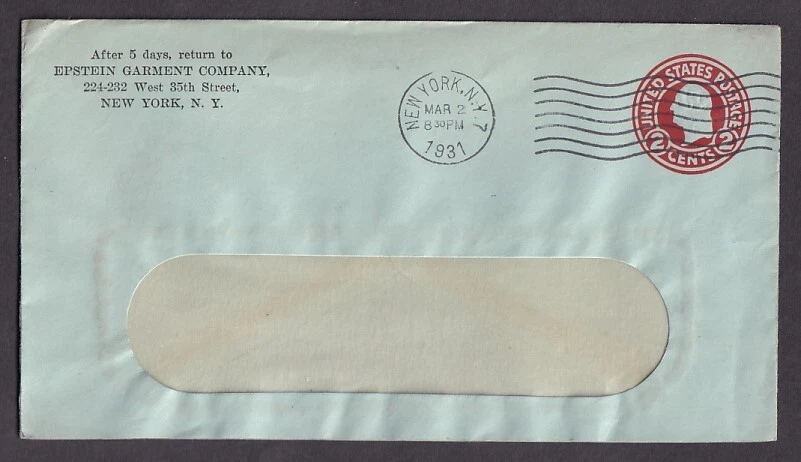 After 5 days, return to
EPSTEIN GARMENT COMPANY,
224-232 West 35th Street,
NEW YORK, N. Y.
NEW YORK, N.Y. 7
MAR 2
8 30 PM
1931
UNITED STATES POSTAGE
2 CENTS 2